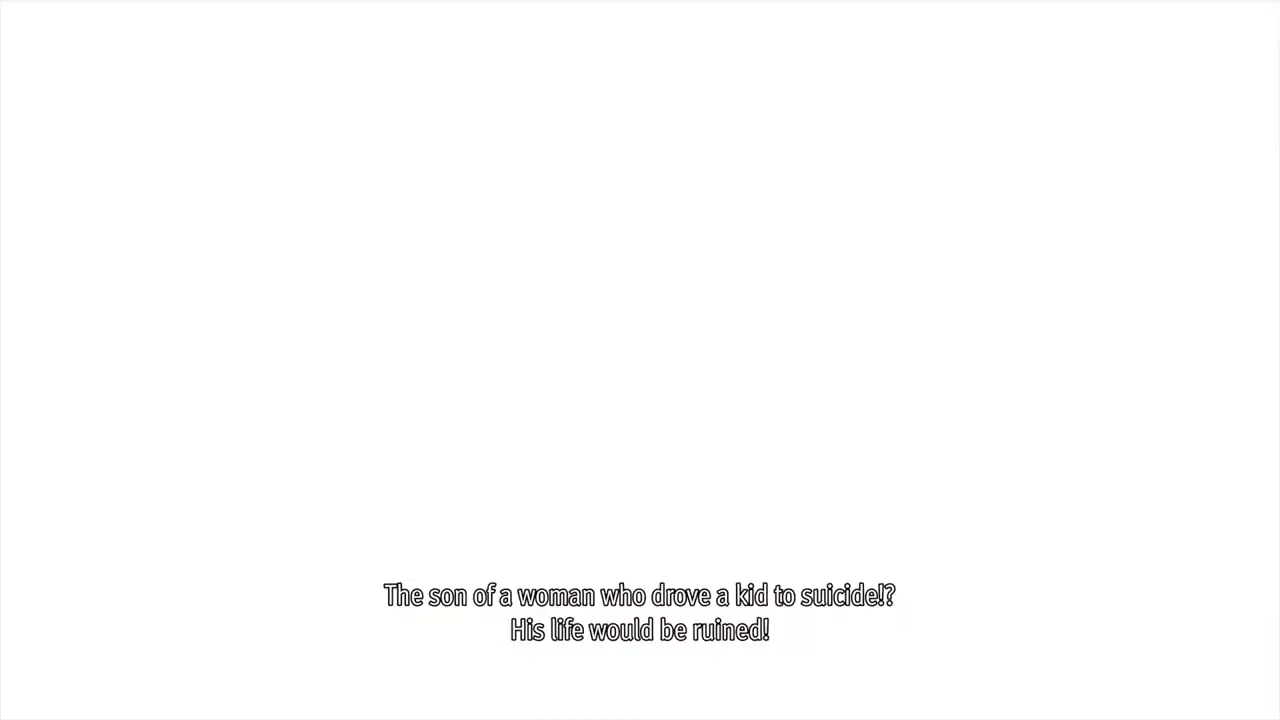 The son of a woman who drove a kid to suicide!?
His life would be ruined!